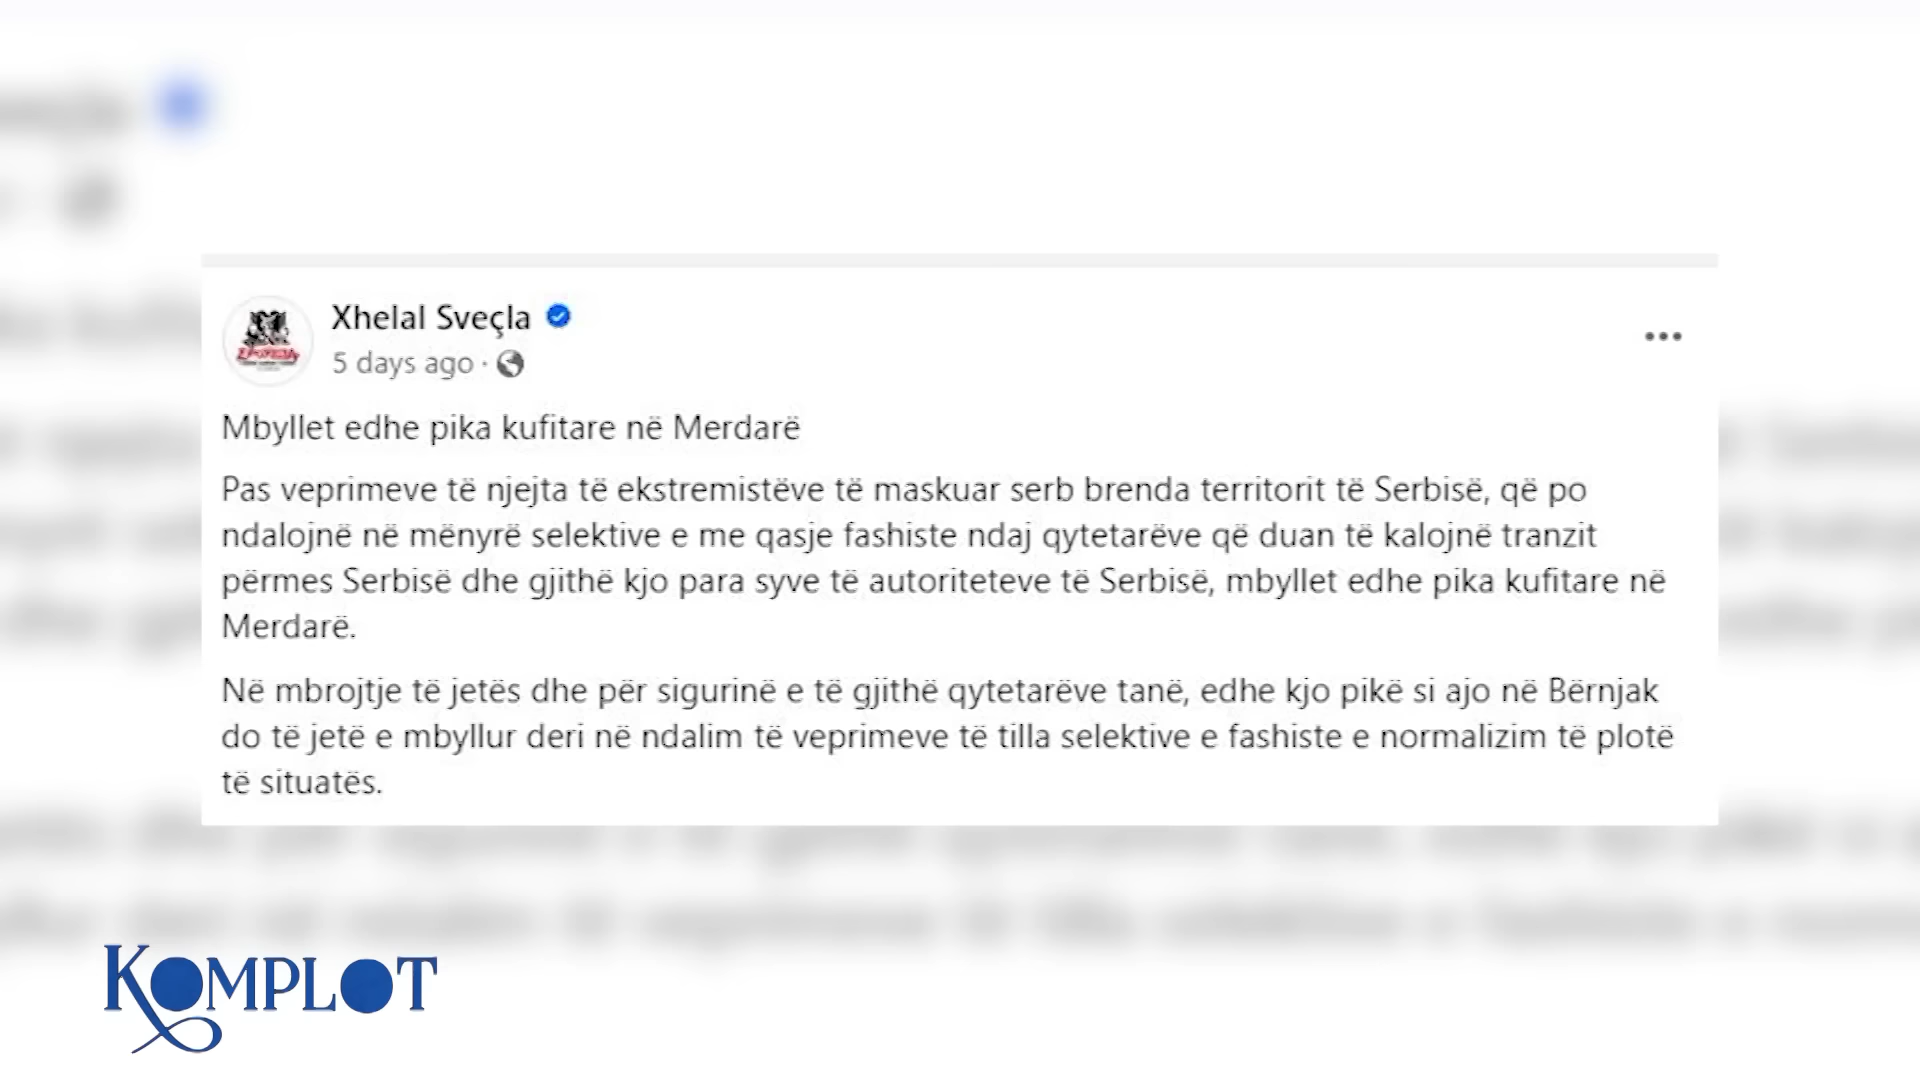 Xhelal Sveçla
5 days ago ·
Mbyllet edhe pika kufitare në Merdarë
Pas veprimeve të njejta të ekstremistëve të maskuar serb brenda territorit të Serbisë, që po
ndalojnë në mënyrë selektive e me qasje fashiste ndaj qytetarëve që duan të kalojnë tranzit
përmes Serbisë dhe gjithë kjo para syve të autoriteteve të Serbisë, mbyllet edhe pika kufitare në
Merdarë.
Në mbrojtje të jetës dhe për sigurinë e të gjithë qytetarëve tanë, edhe kjo pikë si ajo në Bërnjak
do të jetë e mbyllur deri në ndalim të veprimeve të tilla selektive e fashiste e normalizim të plotë
të situatës.
KOMPLOT